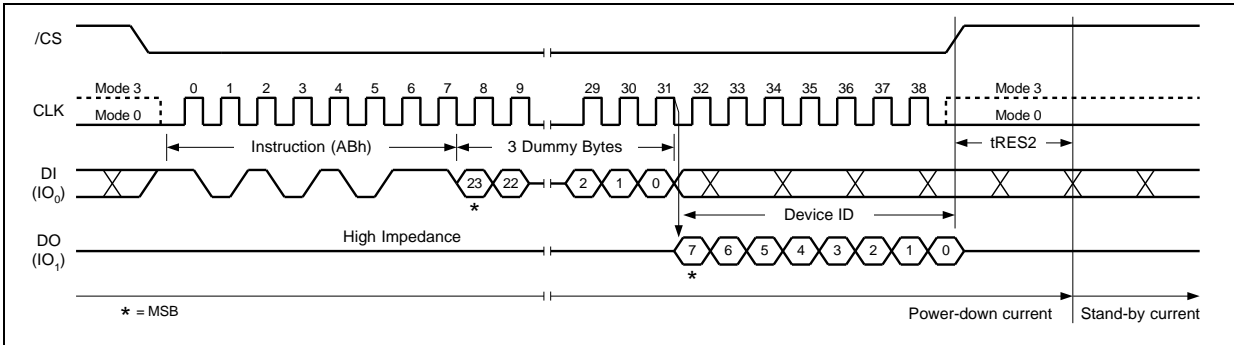 /CS
Mode 3 0 1 2 3 4 5 6 7 8 9 29 30 31 32 33 34 35 36 37 38 Mode 3
CLK
Mode 0 Mode 0
Instruction (ABh) 3 Dummy Bytes tRES2
DI
(IO0)
23 22 2 1 0
*
Device ID
High Impedance
DO
(IO1)
7 6 5 4 3 2 1 0
*
* = MSB
Power-down current Stand-by current